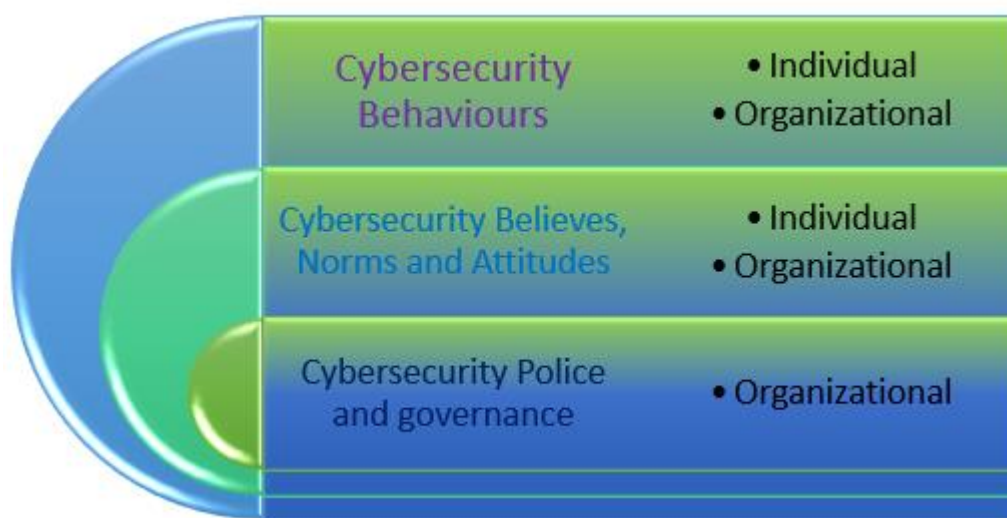 Cybersecurity
Behaviours
• Individual
• Organizational
Cybersecurity Believes,
Norms and Attitudes
• Individual
• Organizational
Cybersecurity Police
and governance
• Organizational